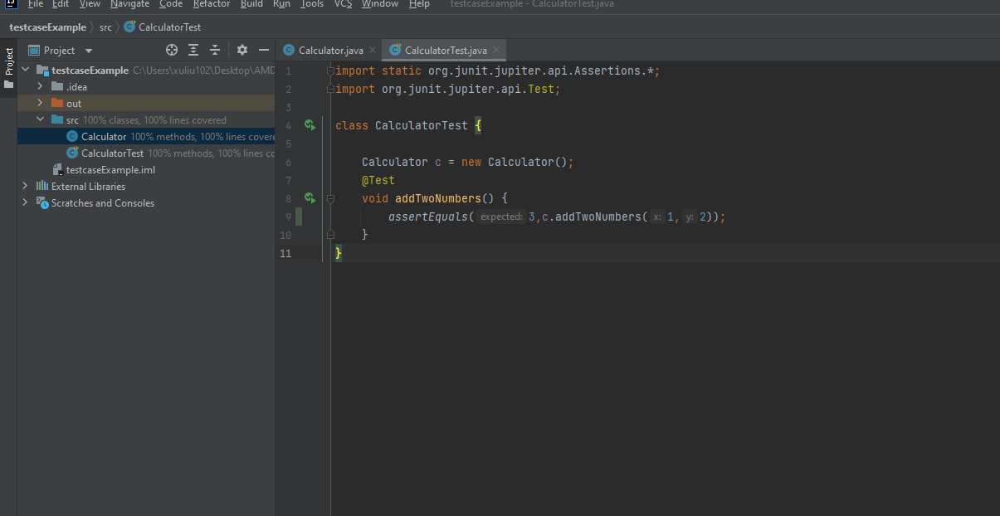 File Edit View Navigate Code Refactor Build Run Tools VCS Window Help testcaseExample - CalculatorTest.java
testcaseExample src CalculatorTest
Project
Project
Calculator.java
CalculatorTest.java
testcaseExample C:\Users\xuliu102\Desktop\AMD
.idea
out
src 100% classes, 100% lines covered
Calculator 100% methods, 100% lines covere
CalculatorTest 100% methods, 100% lines co
testcaseExample.iml
External Libraries
Scratches and Consoles
1 import static org.junit.jupiter.api.Assertions.*;
2 import org.junit.jupiter.api.Test;
3
4 class CalculatorTest {
5
6 Calculator c = new Calculator();
7 @Test
8 void addTwoNumbers() {
9 assertEquals( expected: 3,c.addTwoNumbers( x: 1, y: 2));
10 }
11 }